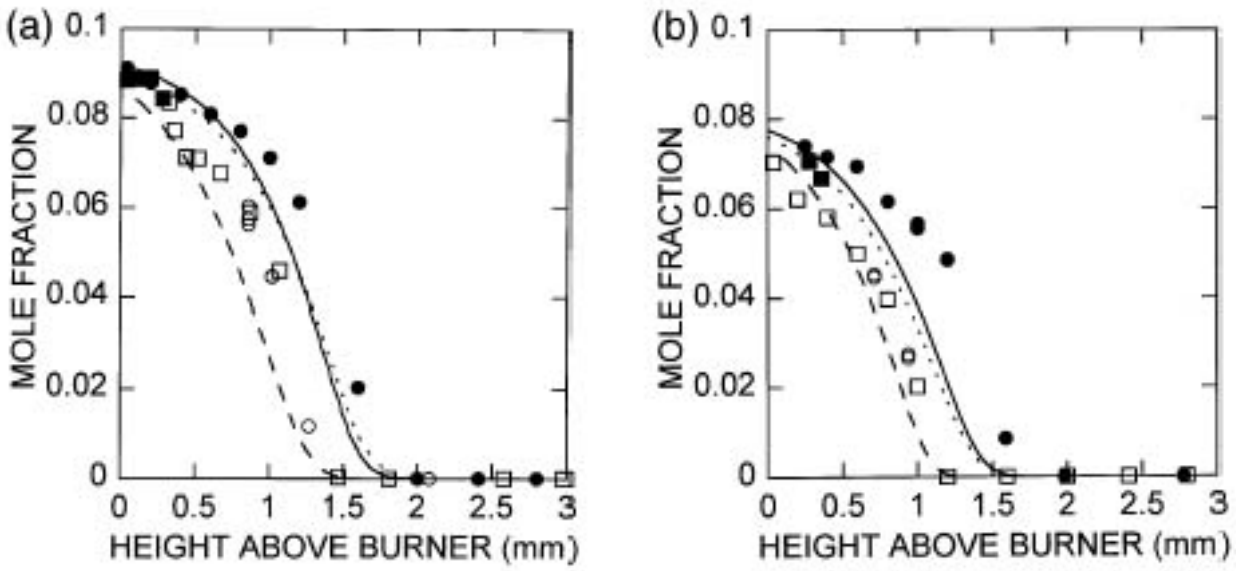 (a)
0.1
0.08
0.06
0.04
0.02
0
MOLE FRACTION
0 0.5 1 1.5 2 2.5 3
HEIGHT ABOVE BURNER (mm)
(b)
0.1
0.08
0.06
0.04
0.02
0
MOLE FRACTION
0 0.5 1 1.5 2 2.5 3
HEIGHT ABOVE BURNER (mm)